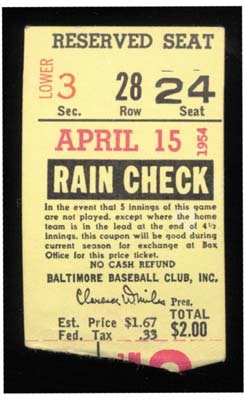 RESERVED SEAT
LOWER 3 28 24
Sec. Row Seat
APRIL 15 1954
RAIN CHECK
In the event that 5 innings of this game
are not played, except where the home
team is in the lead at the end of 4½
innings, this coupon will be good during
current season for exchange at Box
Office for this price ticket.
NO CASH REFUND
BALTIMORE BASEBALL CLUB, INC.
Clarence Miles Pres.
TOTAL
Est. Price $1.67 $2.00
Fed. Tax .33